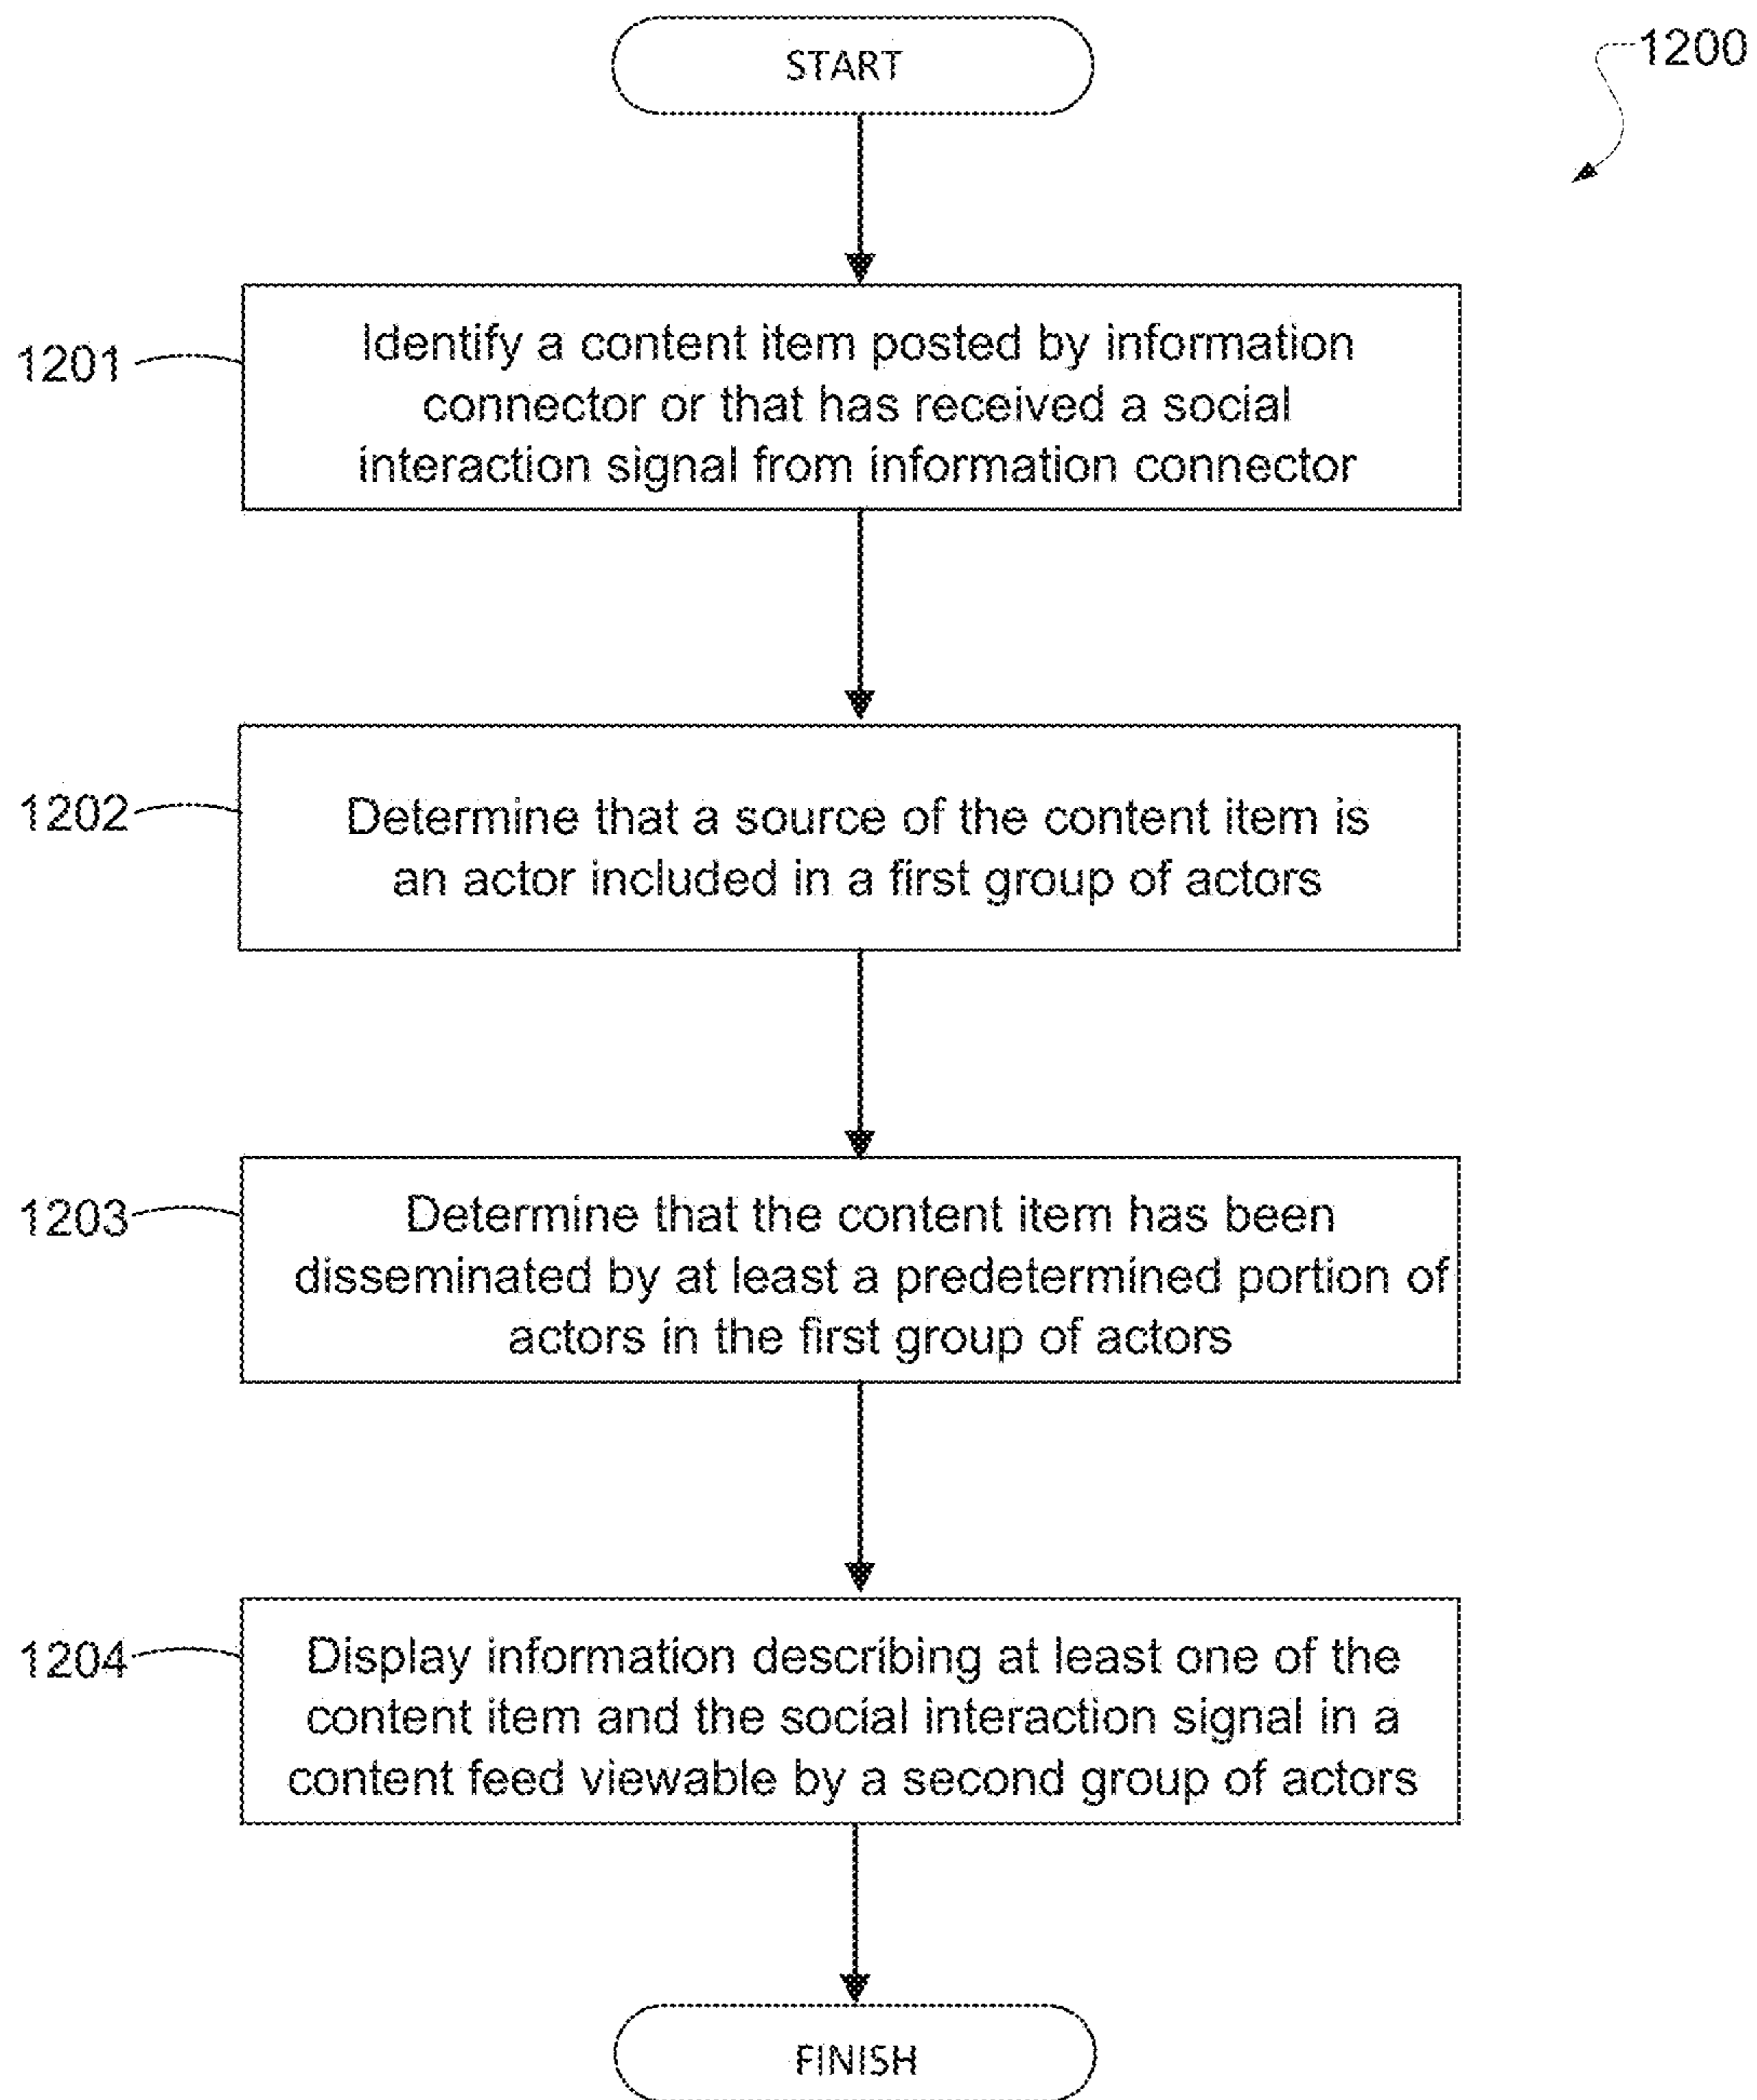 START
1200
1201
Identify a content item posted by information
connector or that has received a social
interaction signal from information connector
1202
Determine that a source of the content item is
an actor included in a first group of actors
1203
Determine that the content item has been
disseminated by at least a predetermined portion of
actors in the first group of actors
1204
Display information describing at least one of the
content item and the social interaction signal in a
content feed viewable by a second group of actors
FINISH